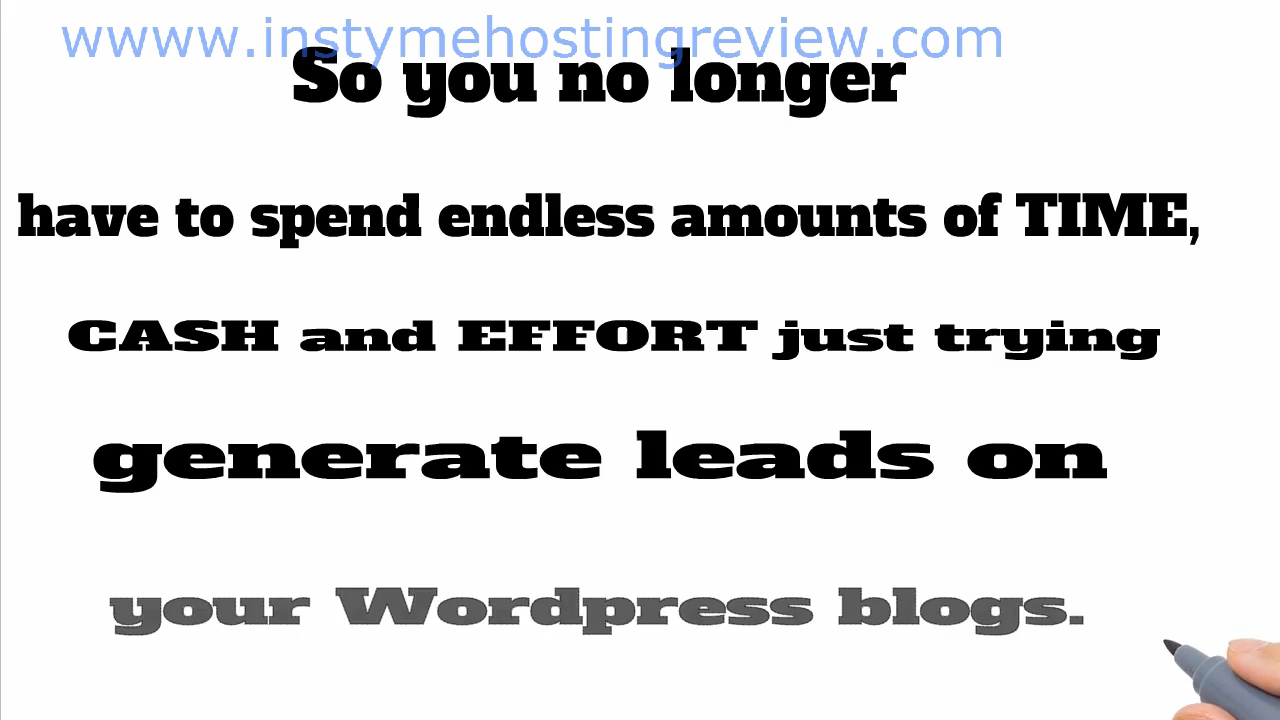 www.instymehostingreview.com
So you no longer
have to spend endless amounts of TIME,
CASH and EFFORT just trying
generate leads on
your Wordpress blogs.